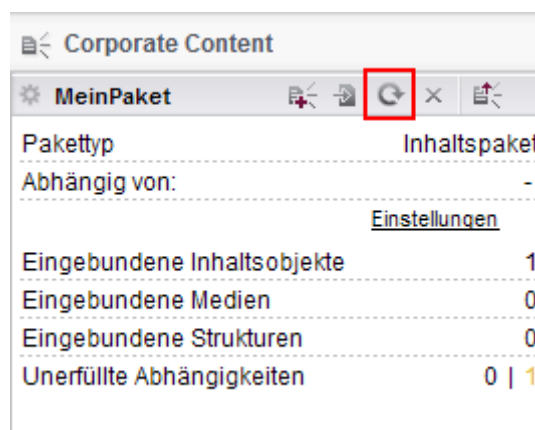 Corporate Content
MeinPaket
Pakettyp Inhaltspaket
Abhängig von: -
Einstellungen
Eingebundene Inhaltsobjekte 1
Eingebundene Medien 0
Eingebundene Strukturen 0
Unerfüllte Abhängigkeiten 0 | 1